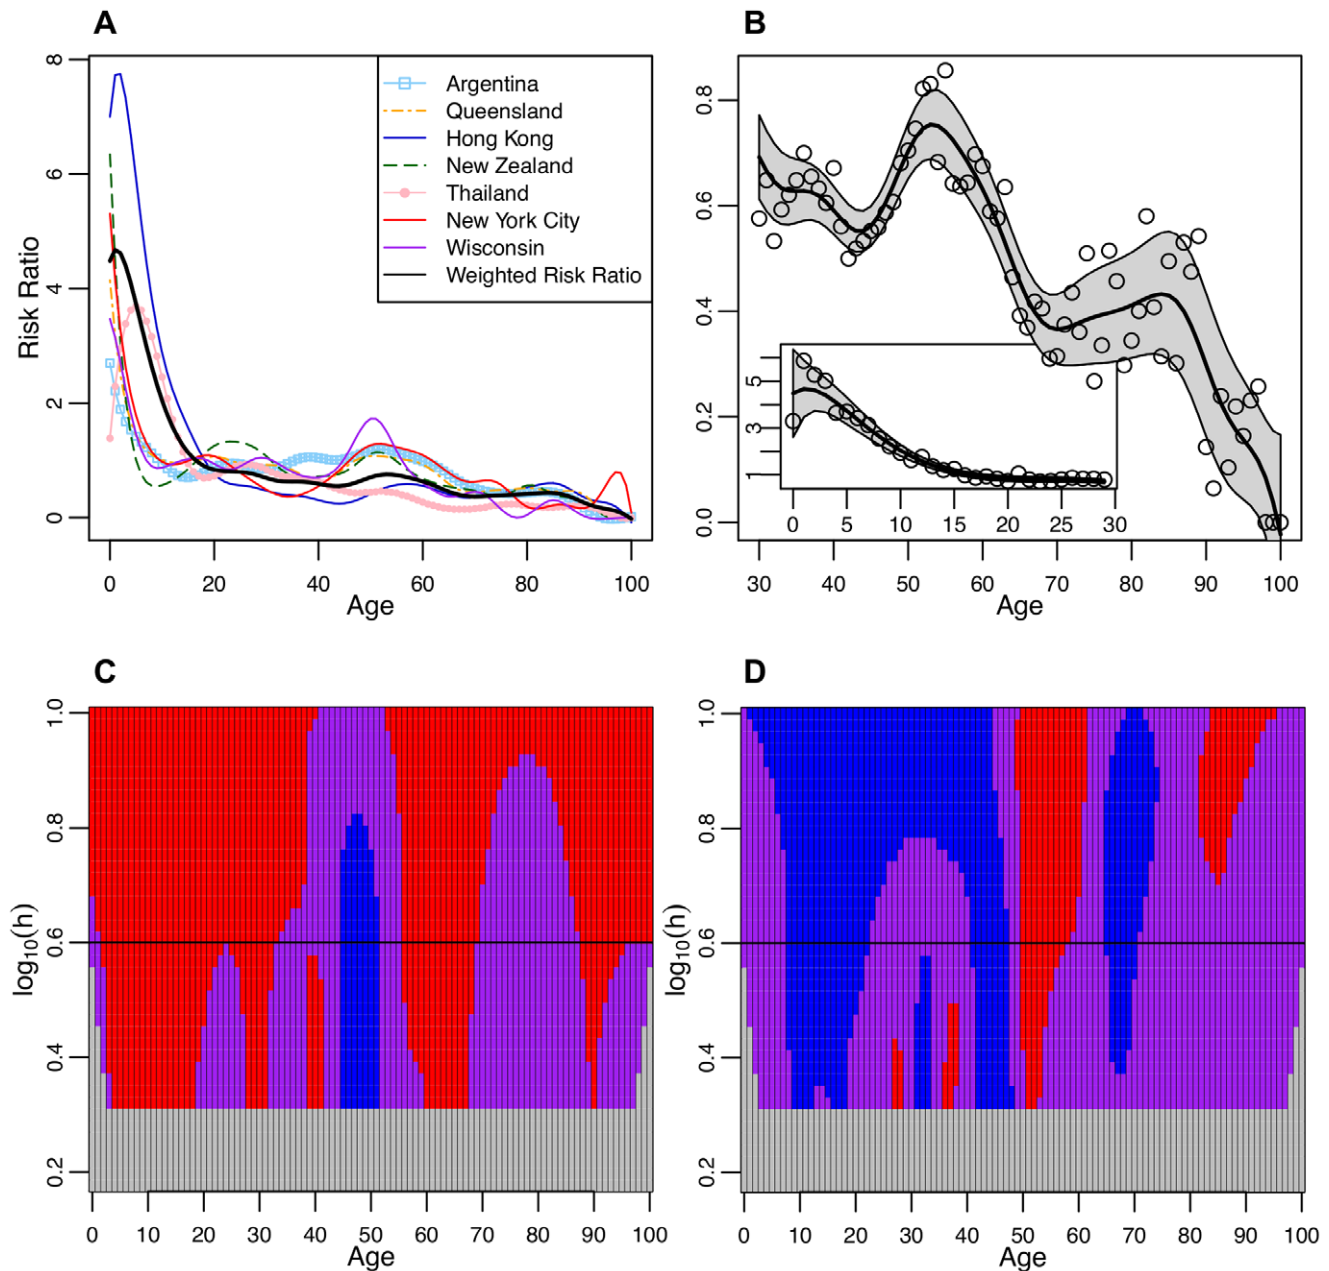 A
Risk Ratio
8
6
4
2
0
Argentina
Queensland
Hong Kong
New Zealand
Thailand
New York City
Wisconsin
Weighted Risk Ratio
0 20 40 60 80 100
Age
B
0.8
0.6
0.4
0.2
0.0
5
3
1
0 5 10 15 20 25 30
30 40 50 60 70 80 90 100
Age
C
log10(h)
1.0
0.8
0.6
0.4
0.2
0 10 20 30 40 50 60 70 80 90 100
Age
D
log10(h)
1.0
0.8
0.6
0.4
0.2
0 10 20 30 40 50 60 70 80 90 100
Age